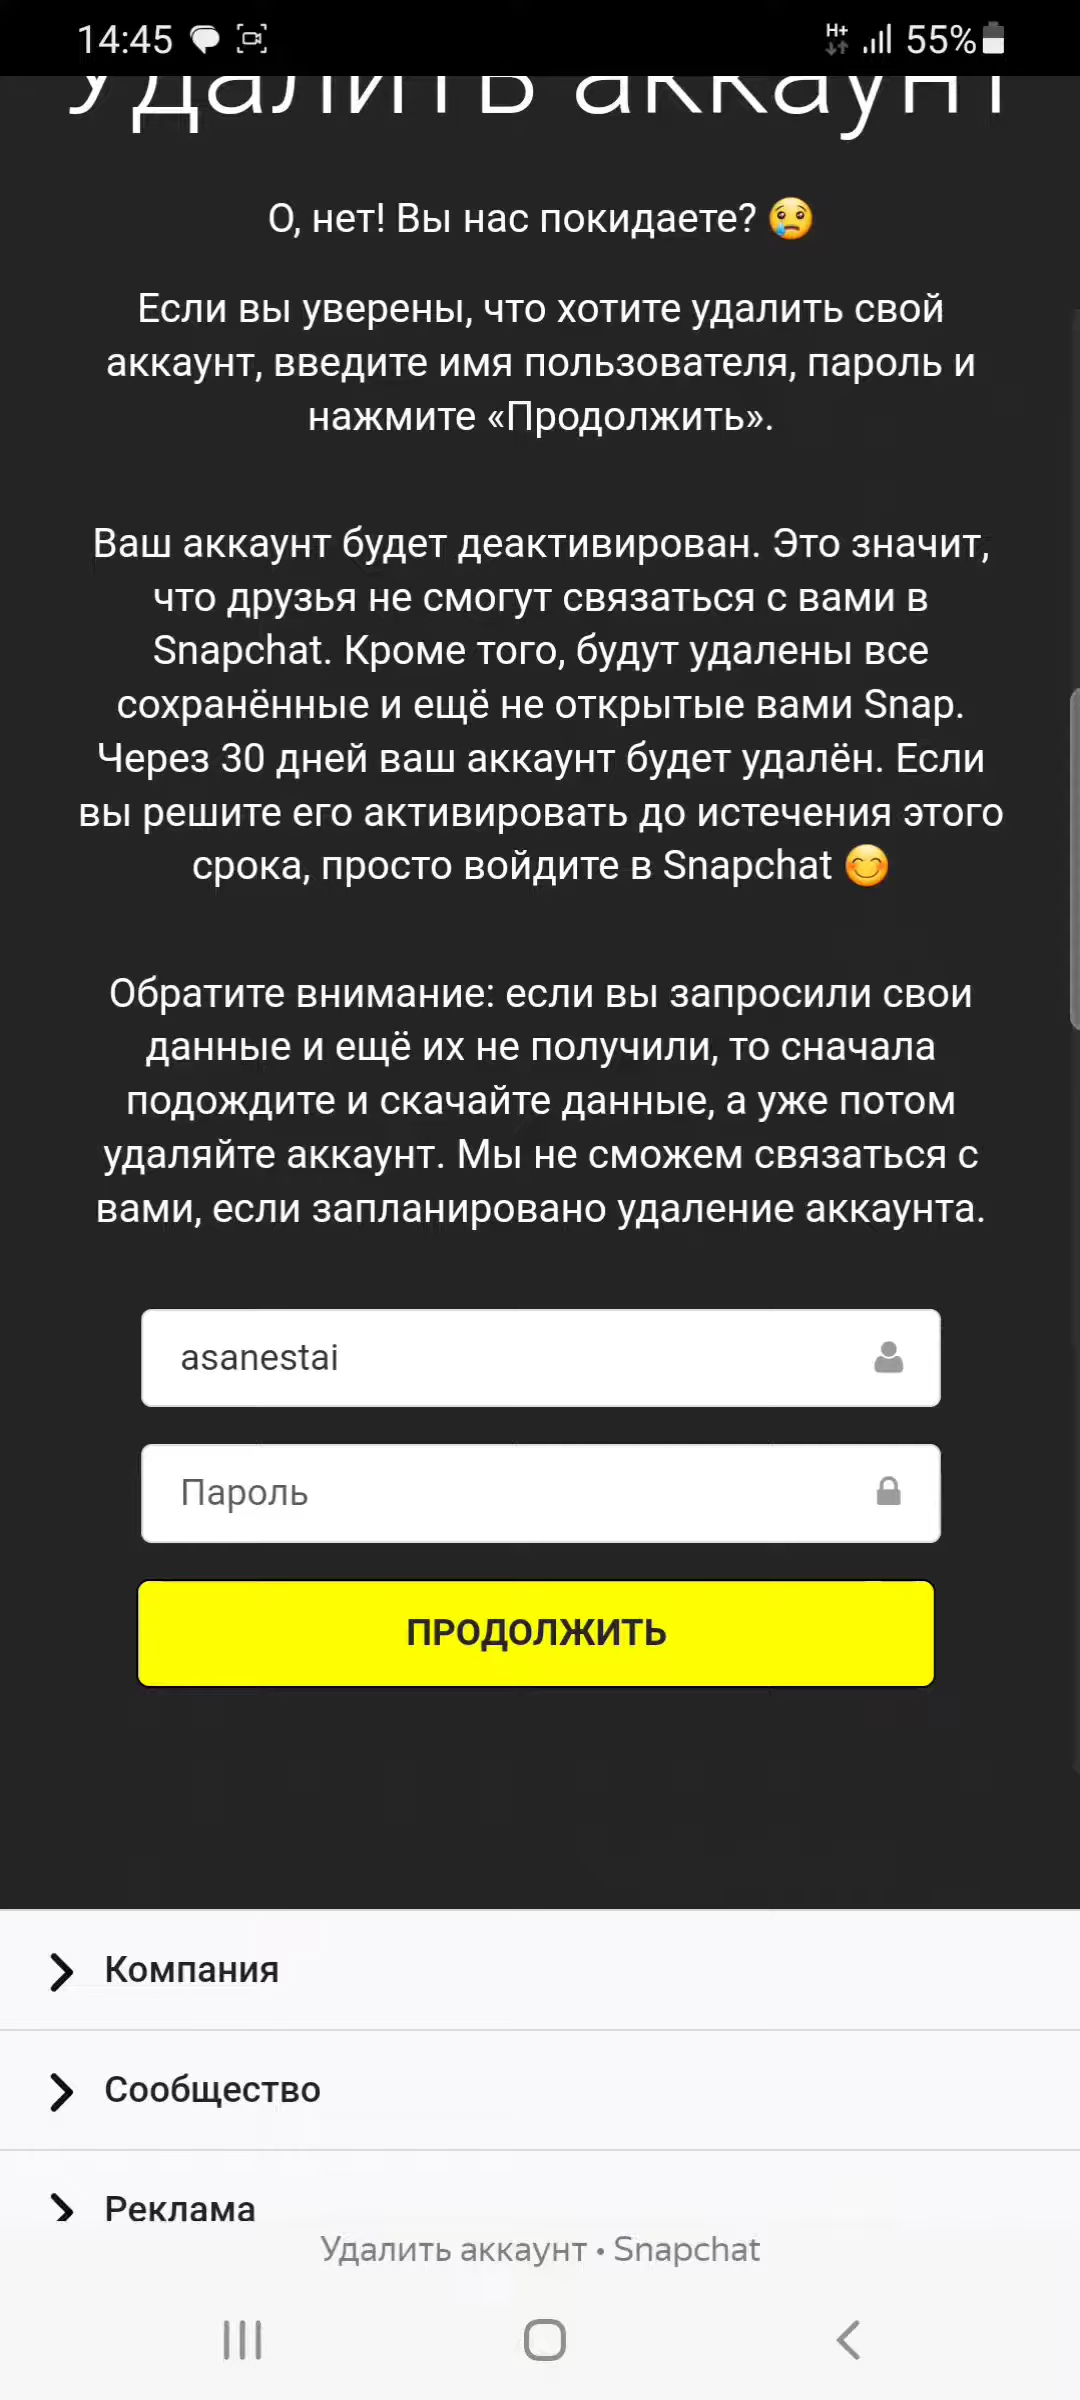 14:45
H+
55%
Удалить аккаунт
О, нет! Вы нас покидаете? 😢
Если вы уверены, что хотите удалить свой
аккаунт, введите имя пользователя, пароль и
нажмите «Продолжить».
Ваш аккаунт будет деактивирован. Это значит,
что друзья не смогут связаться с вами в
Snapchat. Кроме того, будут удалены все
сохранённые и ещё не открытые вами Snap.
Через 30 дней ваш аккаунт будет удалён. Если
вы решите его активировать до истечения этого
срока, просто войдите в Snapchat 😊
Обратите внимание: если вы запросили свои
данные и ещё их не получили, то сначала
подождите и скачайте данные, а уже потом
удаляйте аккаунт. Мы не сможем связаться с
вами, если запланировано удаление аккаунта.
asanestai
Пароль
ПРОДОЛЖИТЬ
Компания
Сообщество
Реклама
Удалить аккаунт • Snapchat